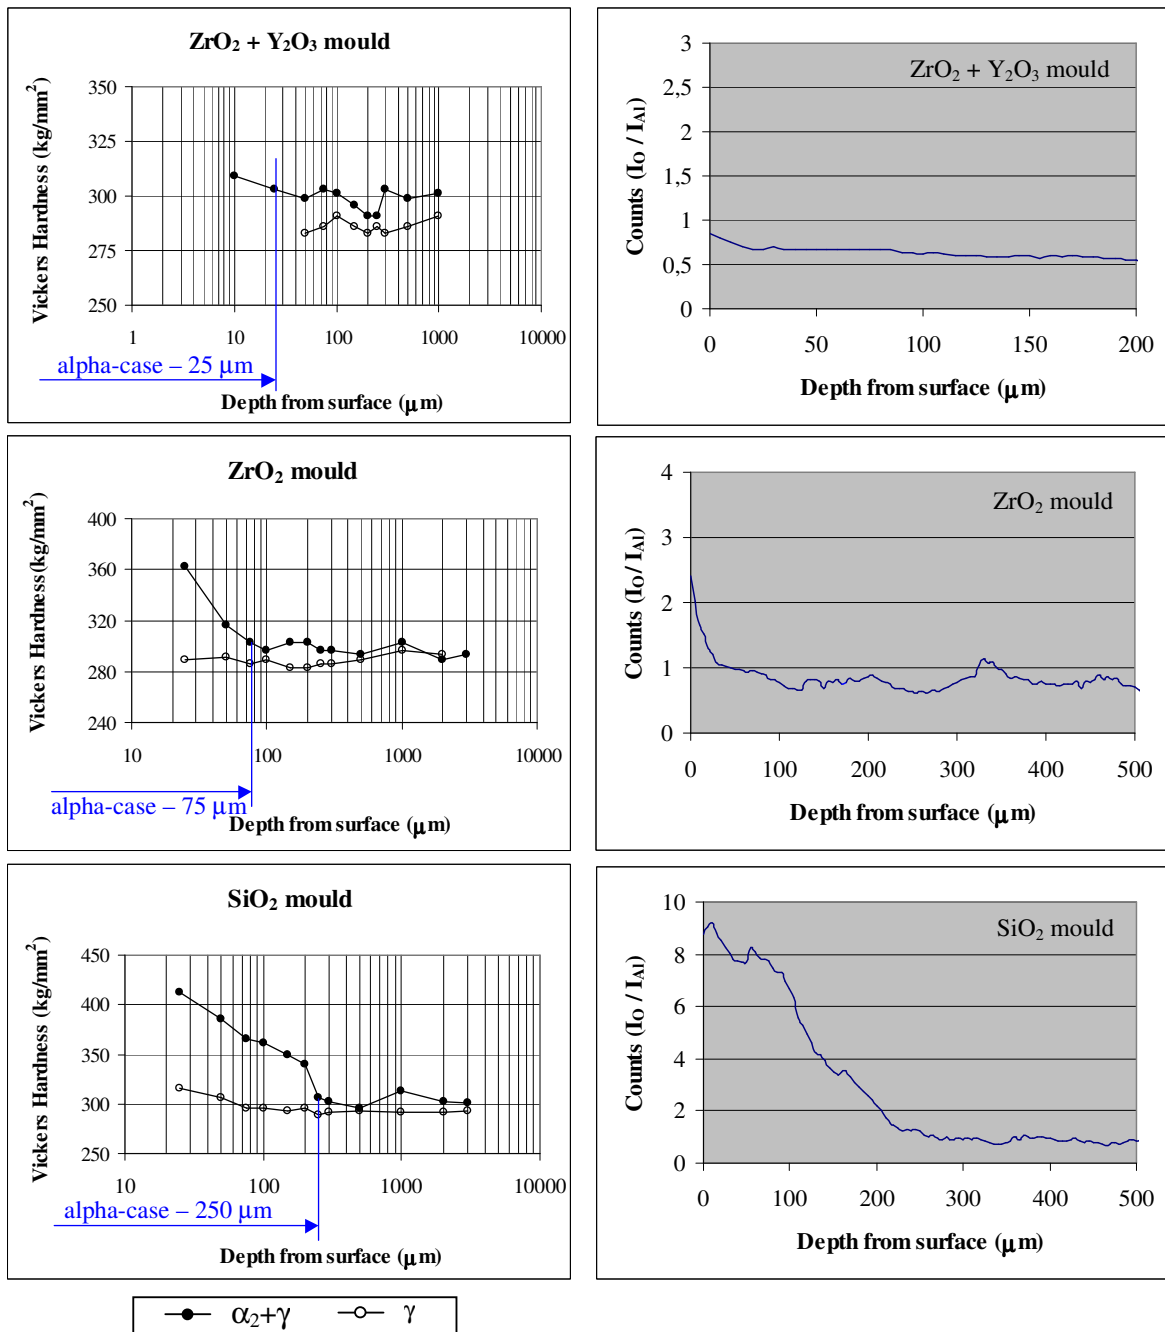 ZrO₂ + Y₂O₃ mould
Vickers Hardness (kg/mm²)
350
325
300
275
250
1 10 100 1000 10000
alpha-case – 25 µm
Depth from surface (µm)
ZrO₂ + Y₂O₃ mould
Counts (I_O / I_Al)
3
2,5
2
1,5
1
0,5
0
0 50 100 150 200
Depth from surface (µm)
ZrO₂ mould
Vickers Hardness(kg/mm²)
400
360
320
280
240
10 100 1000 10000
alpha-case – 75 µm
Depth from surface (µm)
ZrO₂ mould
Counts (I_O / I_Al)
4
3
2
1
0
0 100 200 300 400 500
Depth from surface (µm)
SiO₂ mould
Vickers Hardness (kg/mm²)
450
400
350
300
250
10 100 1000 10000
alpha-case – 250 µm
Depth from surface (µm)
SiO₂ mould
Counts (I_O / I_Al)
10
8
6
4
2
0
0 100 200 300 400 500
Depth from surface (µm)
α₂+γ γ